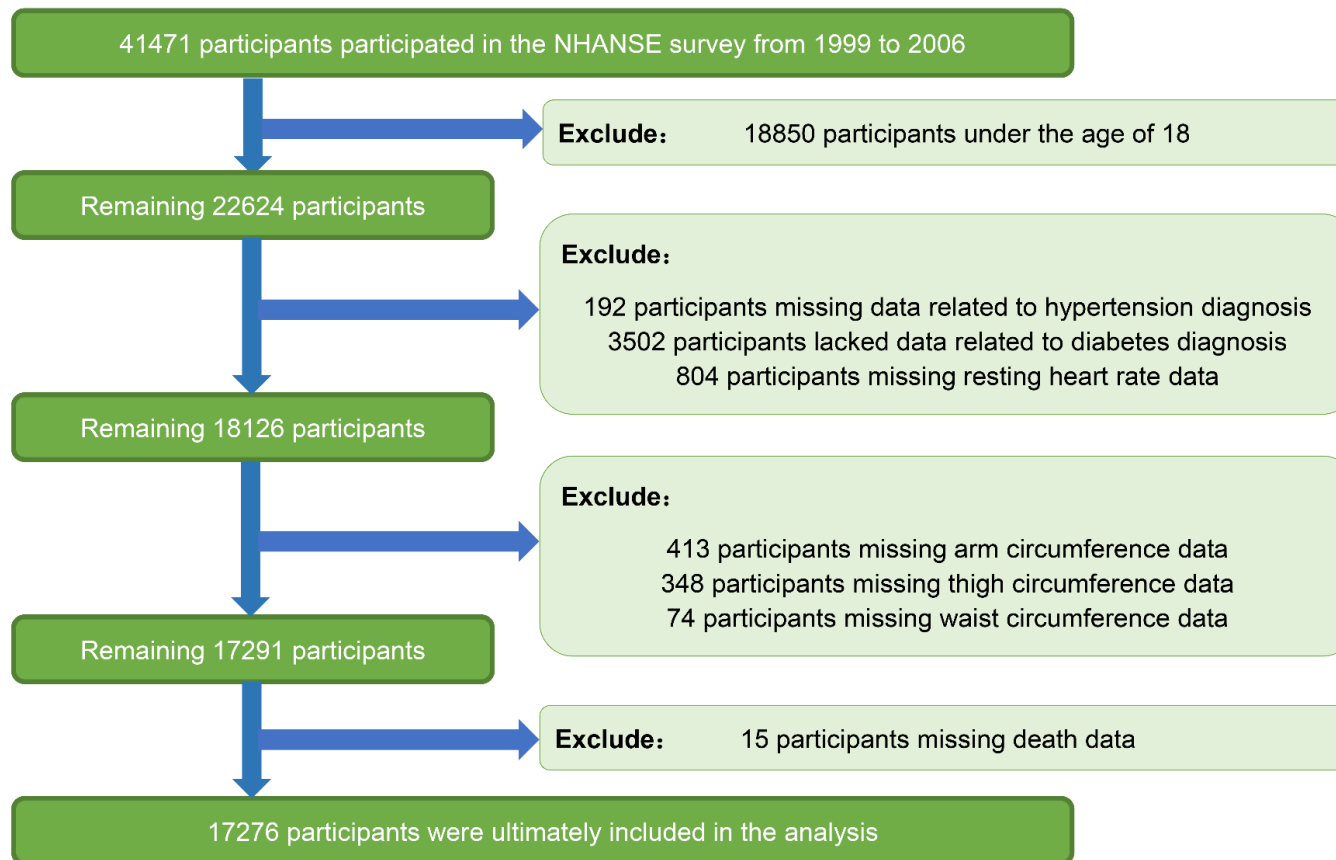 41471 participants participated in the NHANSE survey from 1999 to 2006
Exclude： 18850 participants under the age of 18
Remaining 22624 participants
Exclude：
192 participants missing data related to hypertension diagnosis
3502 participants lacked data related to diabetes diagnosis
804 participants missing resting heart rate data
Remaining 18126 participants
Exclude：
413 participants missing arm circumference data
348 participants missing thigh circumference data
74 participants missing waist circumference data
Remaining 17291 participants
Exclude： 15 participants missing death data
17276 participants were ultimately included in the analysis